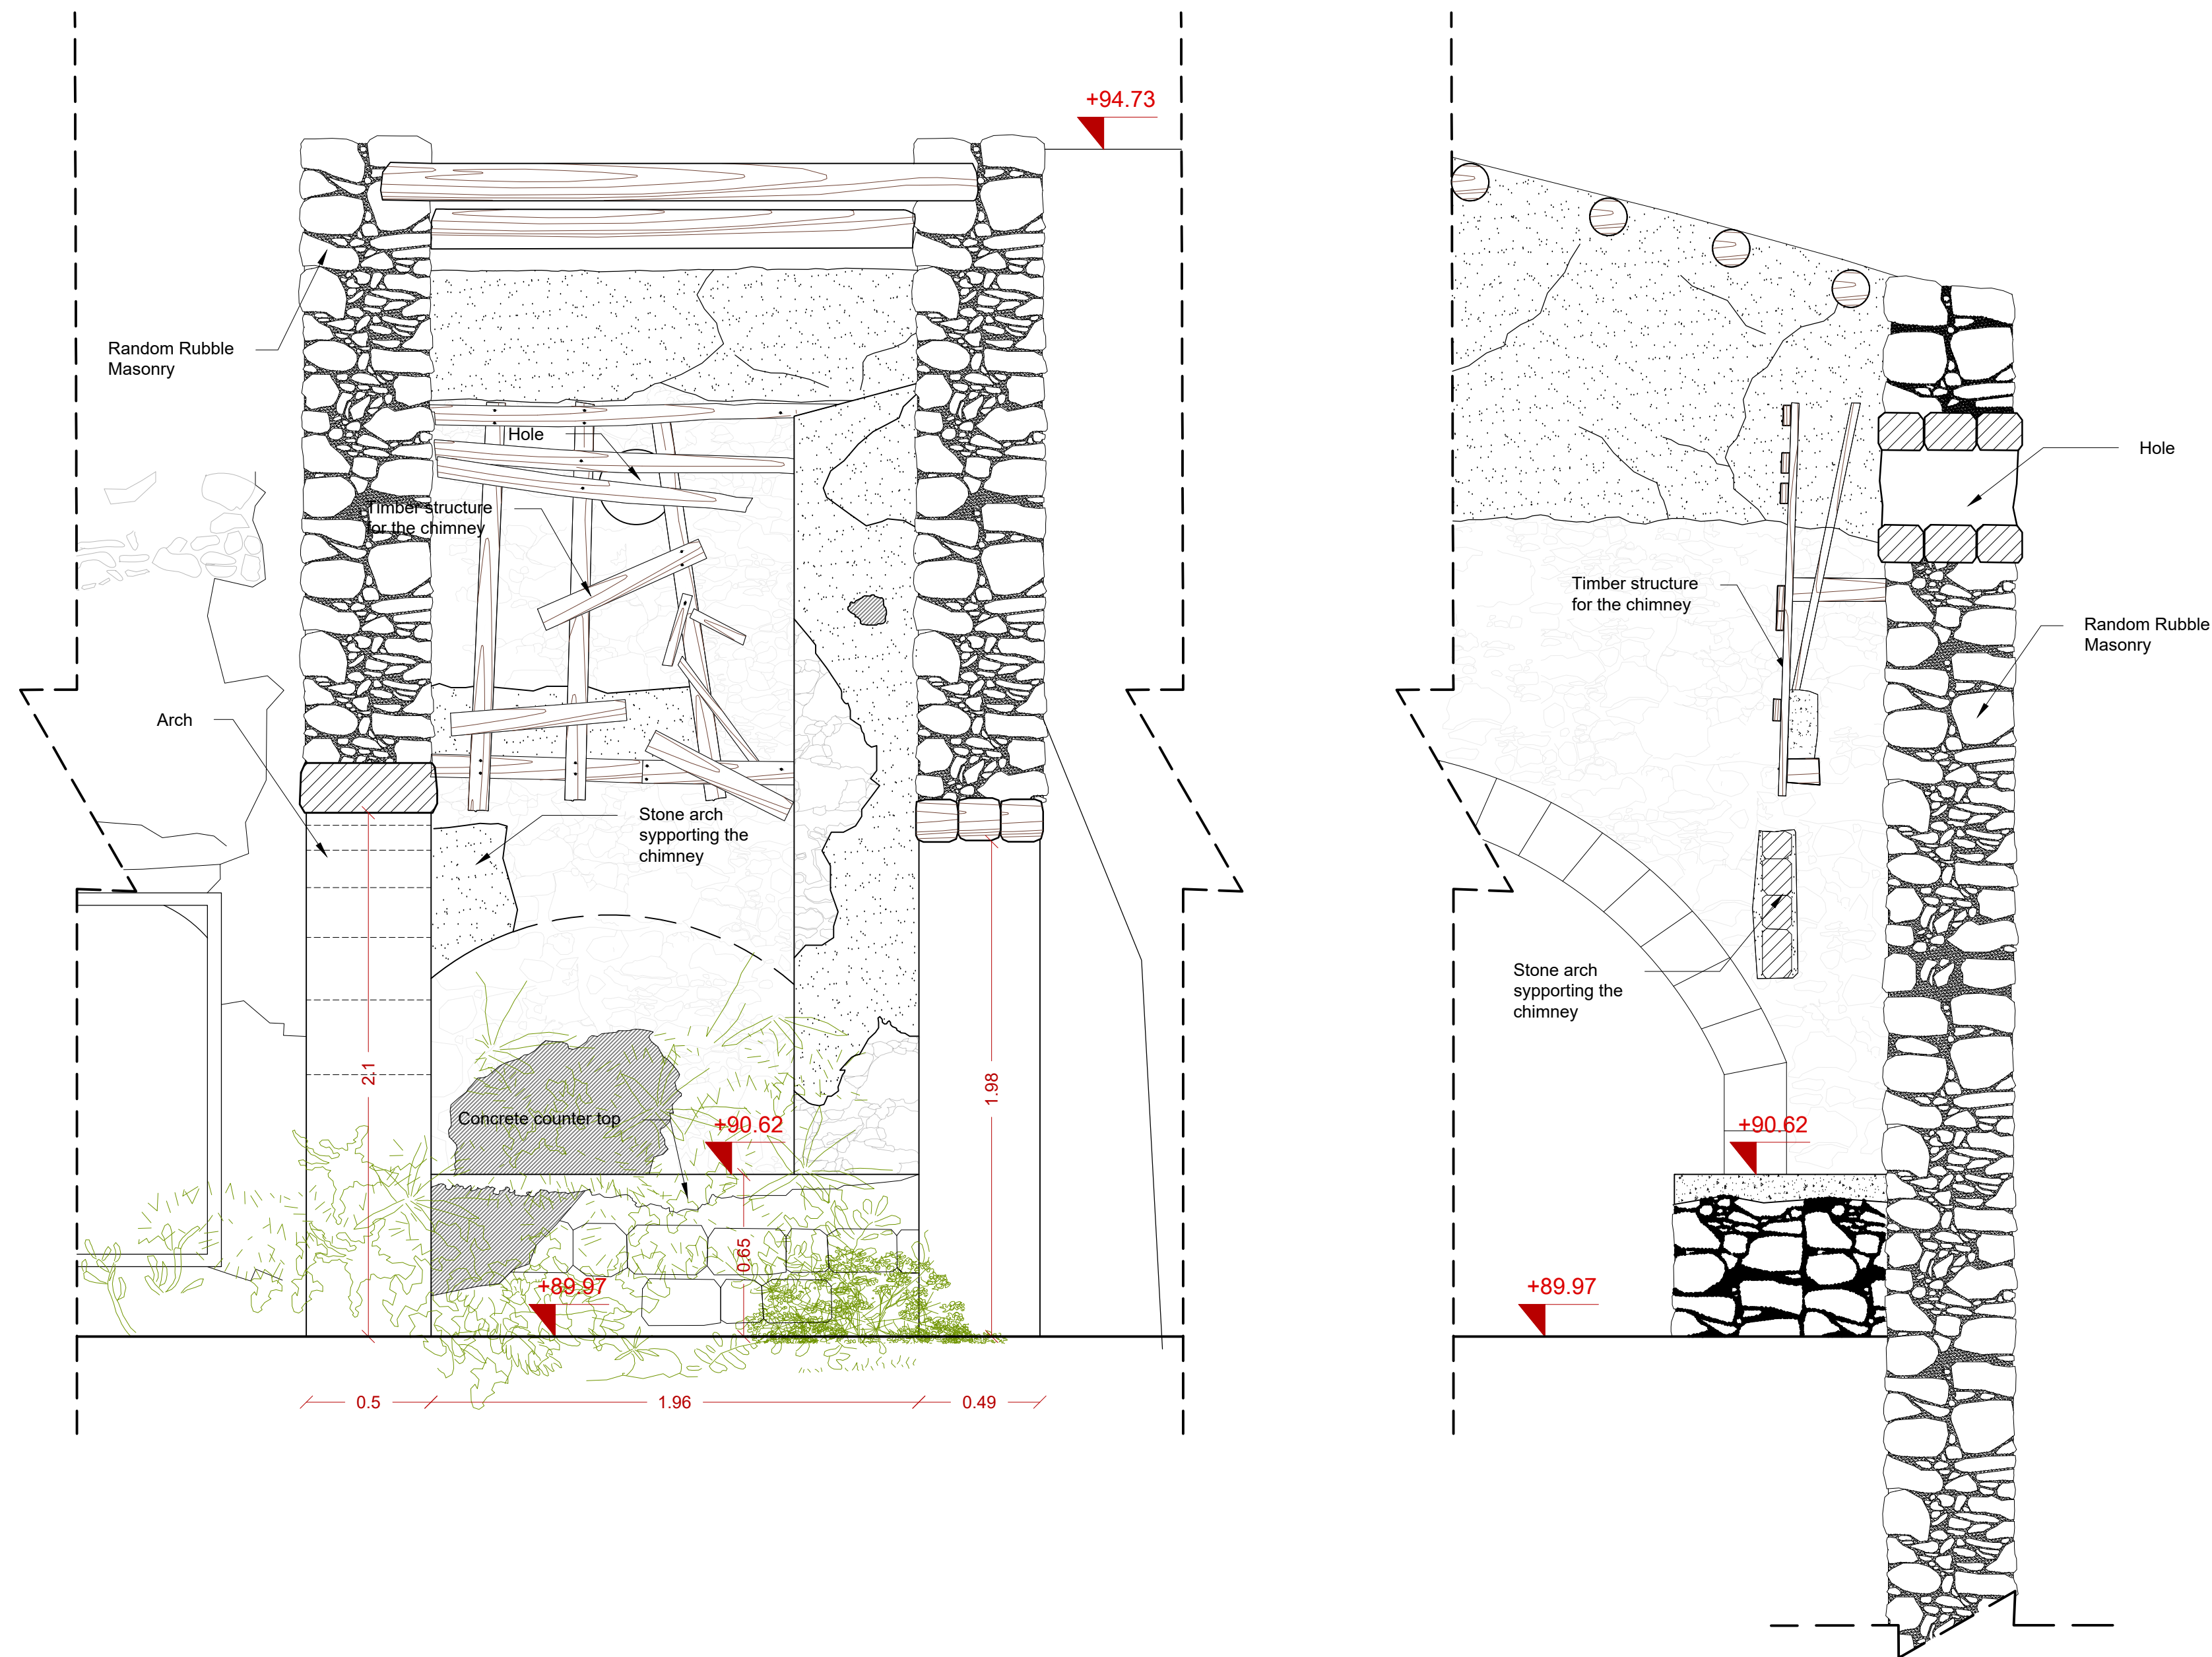 +94.73
Random Rubble
Masonry
Hole
Timber structure
for the chimney
Arch
Stone arch
sypporting the
chimney
2.1
1.98
Concrete counter top
+90.62
0.65
+89.97
0.5
1.96
0.49
Hole
Timber structure
for the chimney
Random Rubble
Masonry
Stone arch
sypporting the
chimney
+90.62
+89.97